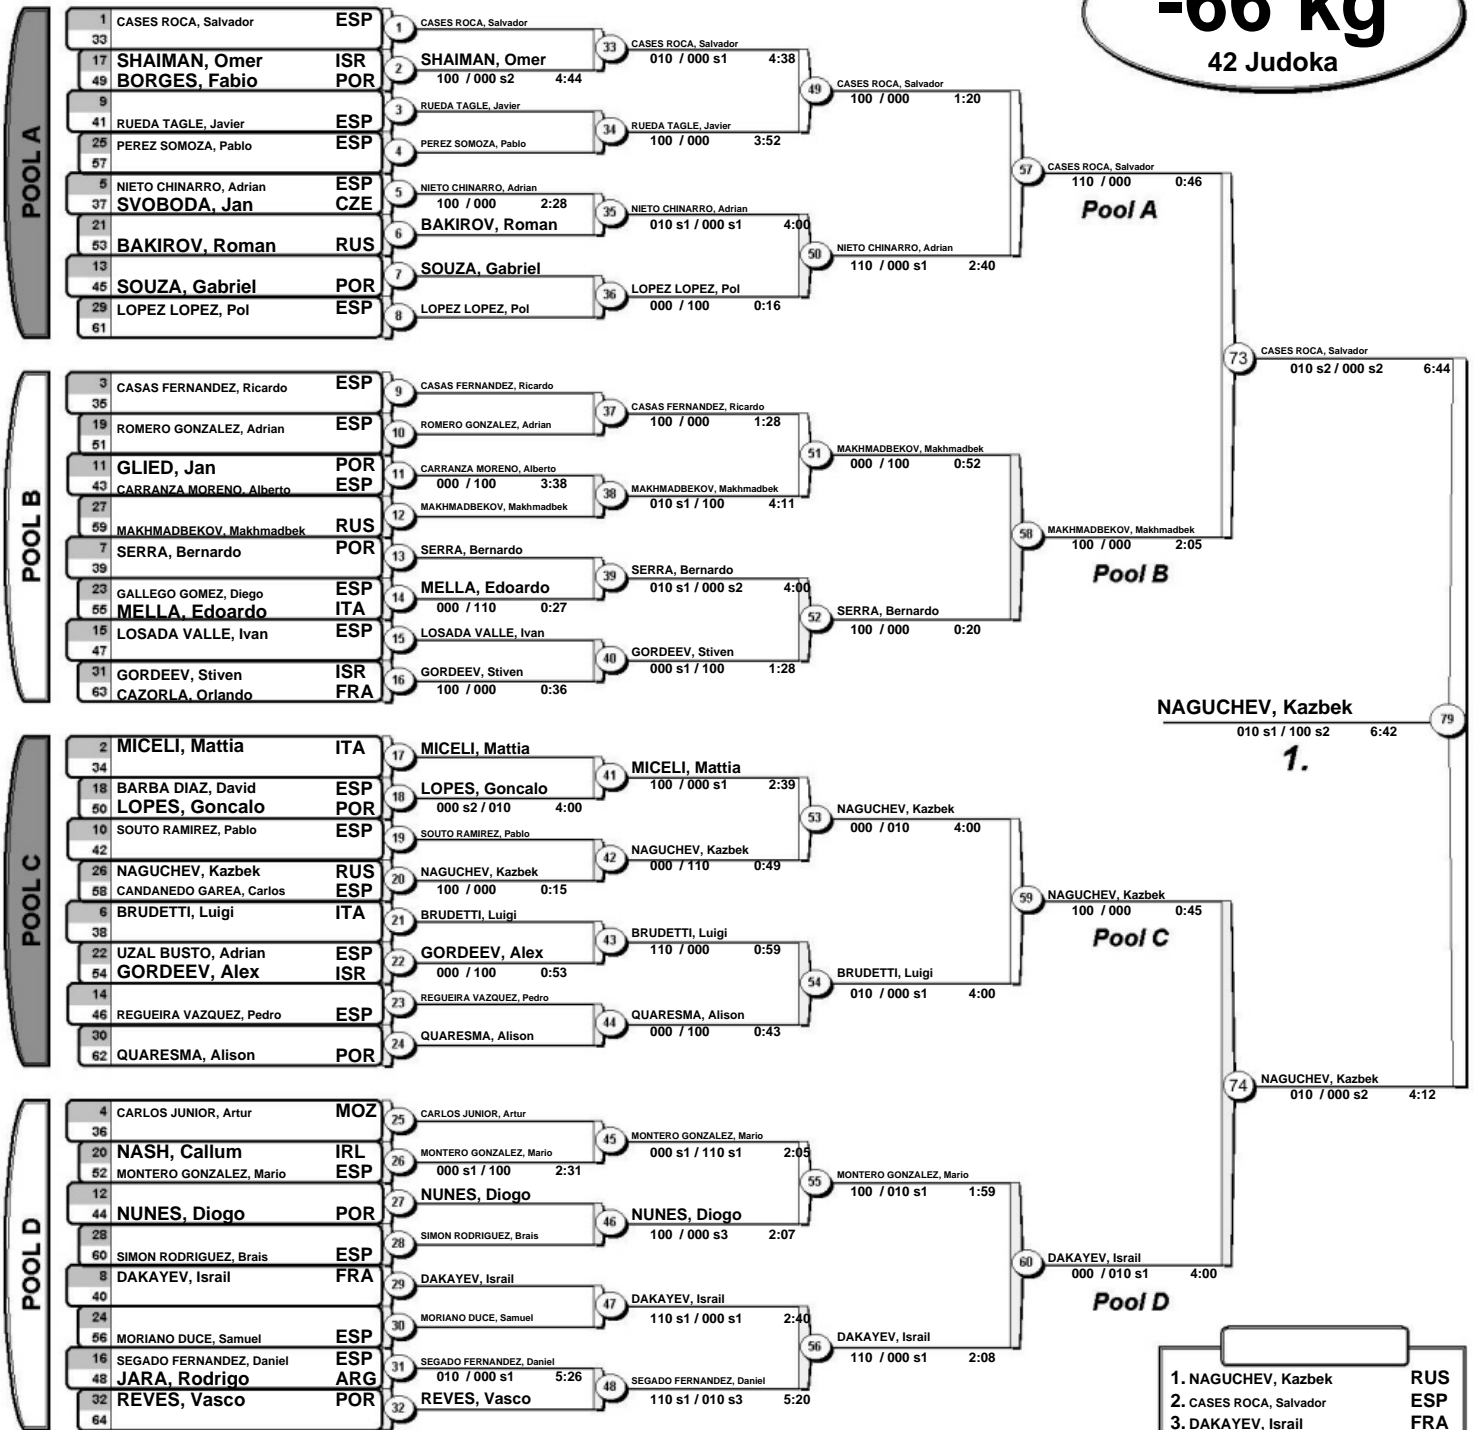 -66 kg
42 Judoka
POOL A
1 CASES ROCA, Salvador ESP
33
17 SHAIMAN, Omer ISR
49 BORGES, Fabio POR
9
41 RUEDA TAGLE, Javier ESP
25 PEREZ SOMOZA, Pablo ESP
57
5 NIETO CHINARRO, Adrian ESP
37 SVOBODA, Jan CZE
21
53 BAKIROV, Roman RUS
13
45 SOUZA, Gabriel POR
29 LOPEZ LOPEZ, Pol ESP
61
1 CASES ROCA, Salvador
2 SHAIMAN, Omer
100 / 000 s2 4:44
3 RUEDA TAGLE, Javier
4 PEREZ SOMOZA, Pablo
5 NIETO CHINARRO, Adrian
100 / 000 2:28
6 BAKIROV, Roman
7 SOUZA, Gabriel
8 LOPEZ LOPEZ, Pol
33 CASES ROCA, Salvador
010 / 000 s1 4:38
34 RUEDA TAGLE, Javier
100 / 000 3:52
35 NIETO CHINARRO, Adrian
010 s1 / 000 s1 4:00
36 LOPEZ LOPEZ, Pol
000 / 100 0:16
49 CASES ROCA, Salvador
100 / 000 1:20
50 NIETO CHINARRO, Adrian
110 / 000 s1 2:40
57 CASES ROCA, Salvador
110 / 000 0:46
Pool A
POOL B
3 CASAS FERNANDEZ, Ricardo ESP
35
19 ROMERO GONZALEZ, Adrian ESP
51
11 GLIED, Jan POR
43 CARRANZA MORENO, Alberto ESP
27
59 MAKHMADBEKOV, Makhmadbek RUS
7 SERRA, Bernardo POR
39
23 GALLEGO GOMEZ, Diego ESP
55 MELLA, Edoardo ITA
15 LOSADA VALLE, Ivan ESP
47
31 GORDEEV, Stiven ISR
63 CAZORLA, Orlando FRA
9 CASAS FERNANDEZ, Ricardo
10 ROMERO GONZALEZ, Adrian
11 CARRANZA MORENO, Alberto
000 / 100 3:38
12 MAKHMADBEKOV, Makhmadbek
13 SERRA, Bernardo
14 MELLA, Edoardo
000 / 110 0:27
15 LOSADA VALLE, Ivan
16 GORDEEV, Stiven
100 / 000 0:36
37 CASAS FERNANDEZ, Ricardo
100 / 000 1:28
38 MAKHMADBEKOV, Makhmadbek
010 s1 / 100 4:11
39 SERRA, Bernardo
010 s1 / 000 s2 4:00
40 GORDEEV, Stiven
000 s1 / 100 1:28
51 MAKHMADBEKOV, Makhmadbek
000 / 100 0:52
52 SERRA, Bernardo
100 / 000 0:20
58 MAKHMADBEKOV, Makhmadbek
100 / 000 2:05
Pool B
73 CASES ROCA, Salvador
010 s2 / 000 s2 6:44
NAGUCHEV, Kazbek 79
010 s1 / 100 s2 6:42
1.
POOL C
2 MICELI, Mattia ITA
34
18 BARBA DIAZ, David ESP
50 LOPES, Goncalo POR
10 SOUTO RAMIREZ, Pablo ESP
42
26 NAGUCHEV, Kazbek RUS
58 CANDANEDO GAREA, Carlos ESP
6 BRUDETTI, Luigi ITA
38
22 UZAL BUSTO, Adrian ESP
54 GORDEEV, Alex ISR
14
46 REGUEIRA VAZQUEZ, Pedro ESP
30
62 QUARESMA, Alison POR
17 MICELI, Mattia
18 LOPES, Goncalo
000 s2 / 010 4:00
19 SOUTO RAMIREZ, Pablo
20 NAGUCHEV, Kazbek
100 / 000 0:15
21 BRUDETTI, Luigi
22 GORDEEV, Alex
000 / 100 0:53
23 REGUEIRA VAZQUEZ, Pedro
24 QUARESMA, Alison
41 MICELI, Mattia
100 / 000 s1 2:39
42 NAGUCHEV, Kazbek
000 / 110 0:49
43 BRUDETTI, Luigi
110 / 000 0:59
44 QUARESMA, Alison
000 / 100 0:43
53 NAGUCHEV, Kazbek
000 / 010 4:00
54 BRUDETTI, Luigi
010 / 000 s1 4:00
59 NAGUCHEV, Kazbek
100 / 000 0:45
Pool C
POOL D
4 CARLOS JUNIOR, Artur MOZ
36
20 NASH, Callum IRL
52 MONTERO GONZALEZ, Mario ESP
12
44 NUNES, Diogo POR
28
60 SIMON RODRIGUEZ, Brais ESP
8 DAKAYEV, Israil FRA
40
24
56 MORIANO DUCE, Samuel ESP
16 SEGADO FERNANDEZ, Daniel ESP
48 JARA, Rodrigo ARG
32 REVES, Vasco POR
64
25 CARLOS JUNIOR, Artur
26 MONTERO GONZALEZ, Mario
000 s1 / 100 2:31
27 NUNES, Diogo
28 SIMON RODRIGUEZ, Brais
29 DAKAYEV, Israil
30 MORIANO DUCE, Samuel
31 SEGADO FERNANDEZ, Daniel
010 / 000 s1 5:26
32 REVES, Vasco
45 MONTERO GONZALEZ, Mario
000 s1 / 110 s1 2:05
46 NUNES, Diogo
100 / 000 s3 2:07
47 DAKAYEV, Israil
110 s1 / 000 s1 2:40
48 SEGADO FERNANDEZ, Daniel
110 s1 / 010 s3 5:20
55 MONTERO GONZALEZ, Mario
100 / 010 s1 1:59
56 DAKAYEV, Israil
110 / 000 s1 2:08
60 DAKAYEV, Israil
000 / 010 s1 4:00
Pool D
74 NAGUCHEV, Kazbek
010 / 000 s2 4:12
1. NAGUCHEV, Kazbek RUS
2. CASES ROCA, Salvador ESP
3. DAKAYEV, Israil FRA